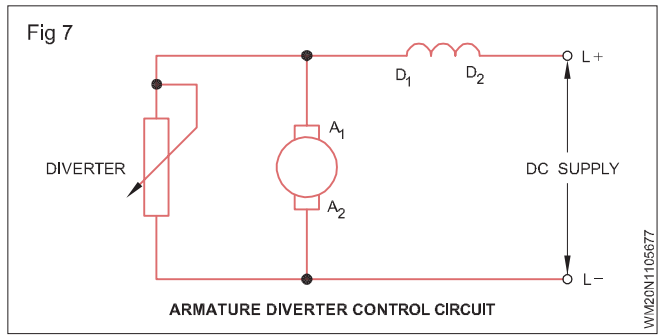 Fig 7
D1 D2
L+
A1
DIVERTER
DC SUPPLY
A2
L-
ARMATURE DIVERTER CONTROL CIRCUIT
WM20N1105677